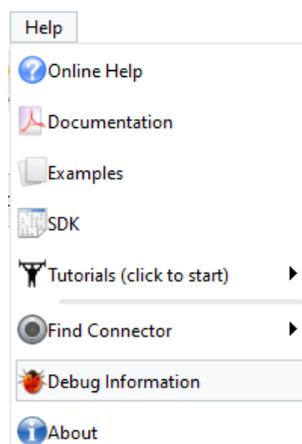 Help
Online Help
Documentation
Examples
SDK
Tutorials (click to start)
Find Connector
Debug Information
About